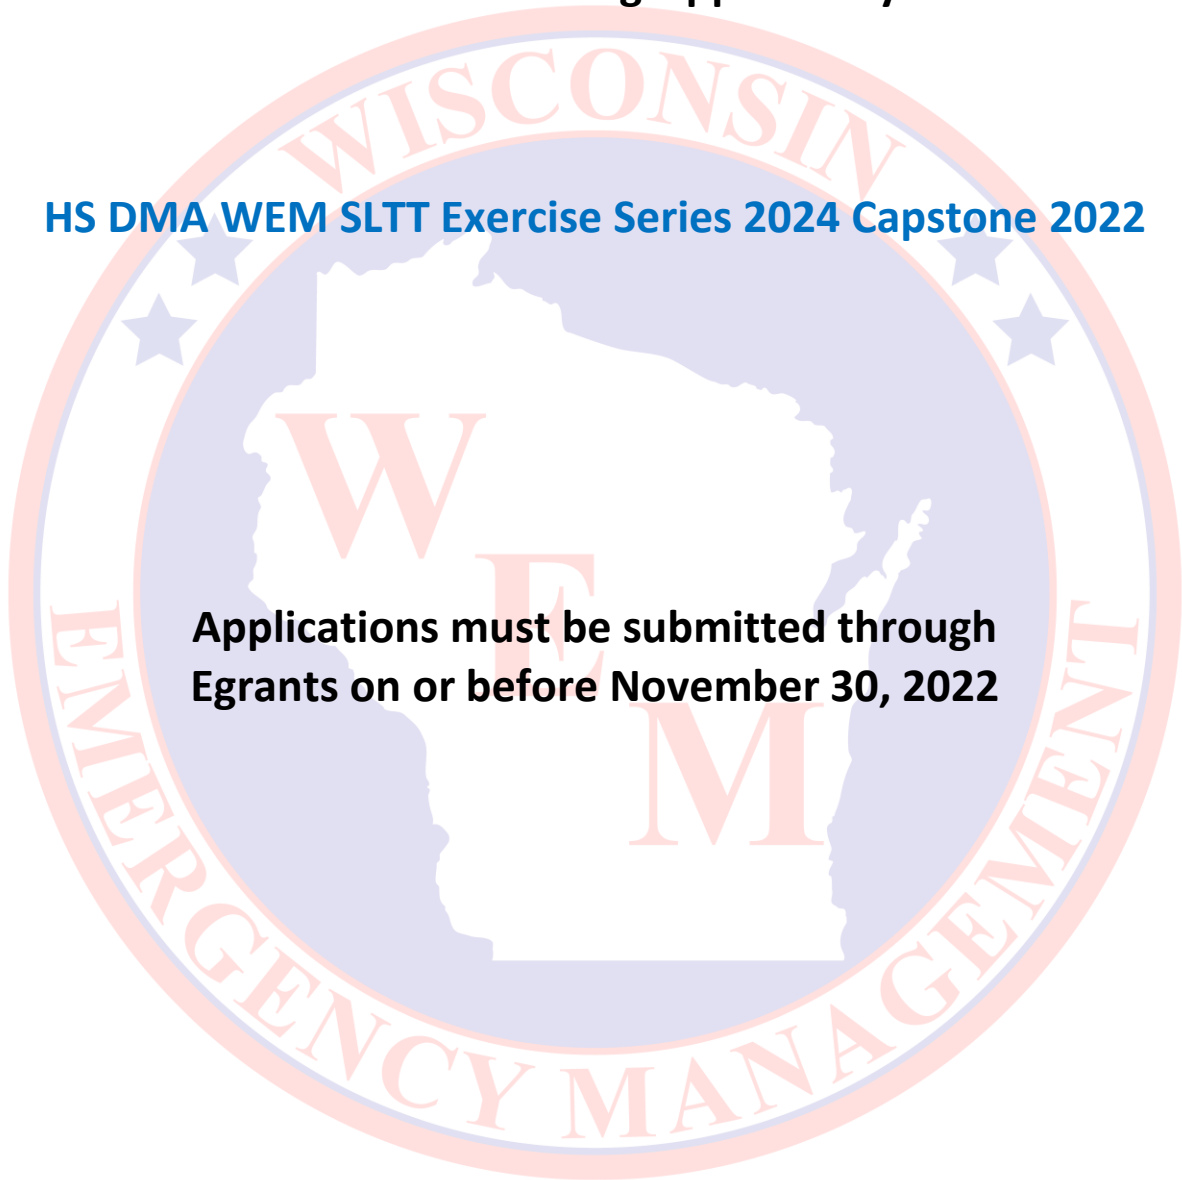 HS DMA WEM SLTT Exercise Series 2024 Capstone 2022
WISCONSIN
W
E
M
Applications must be submitted through
Egrants on or before November 30, 2022
EMERGENCY MANAGEMENT